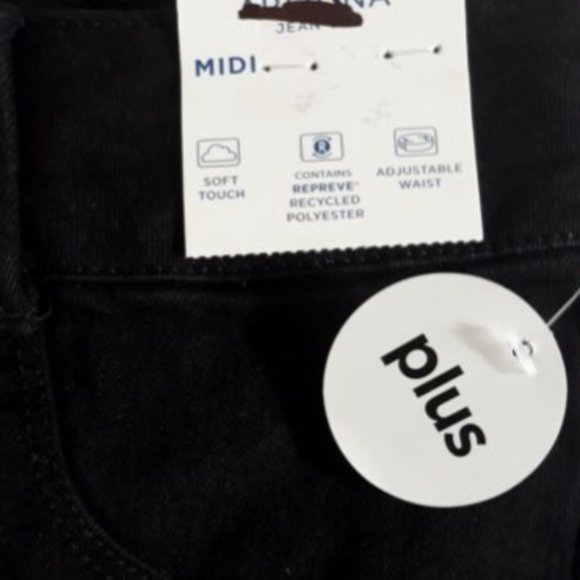 JEAN
MIDI
SOFT
TOUCH
CONTAINS
REPREVE®
RECYCLED
POLYESTER
ADJUSTABLE
WAIST
plus